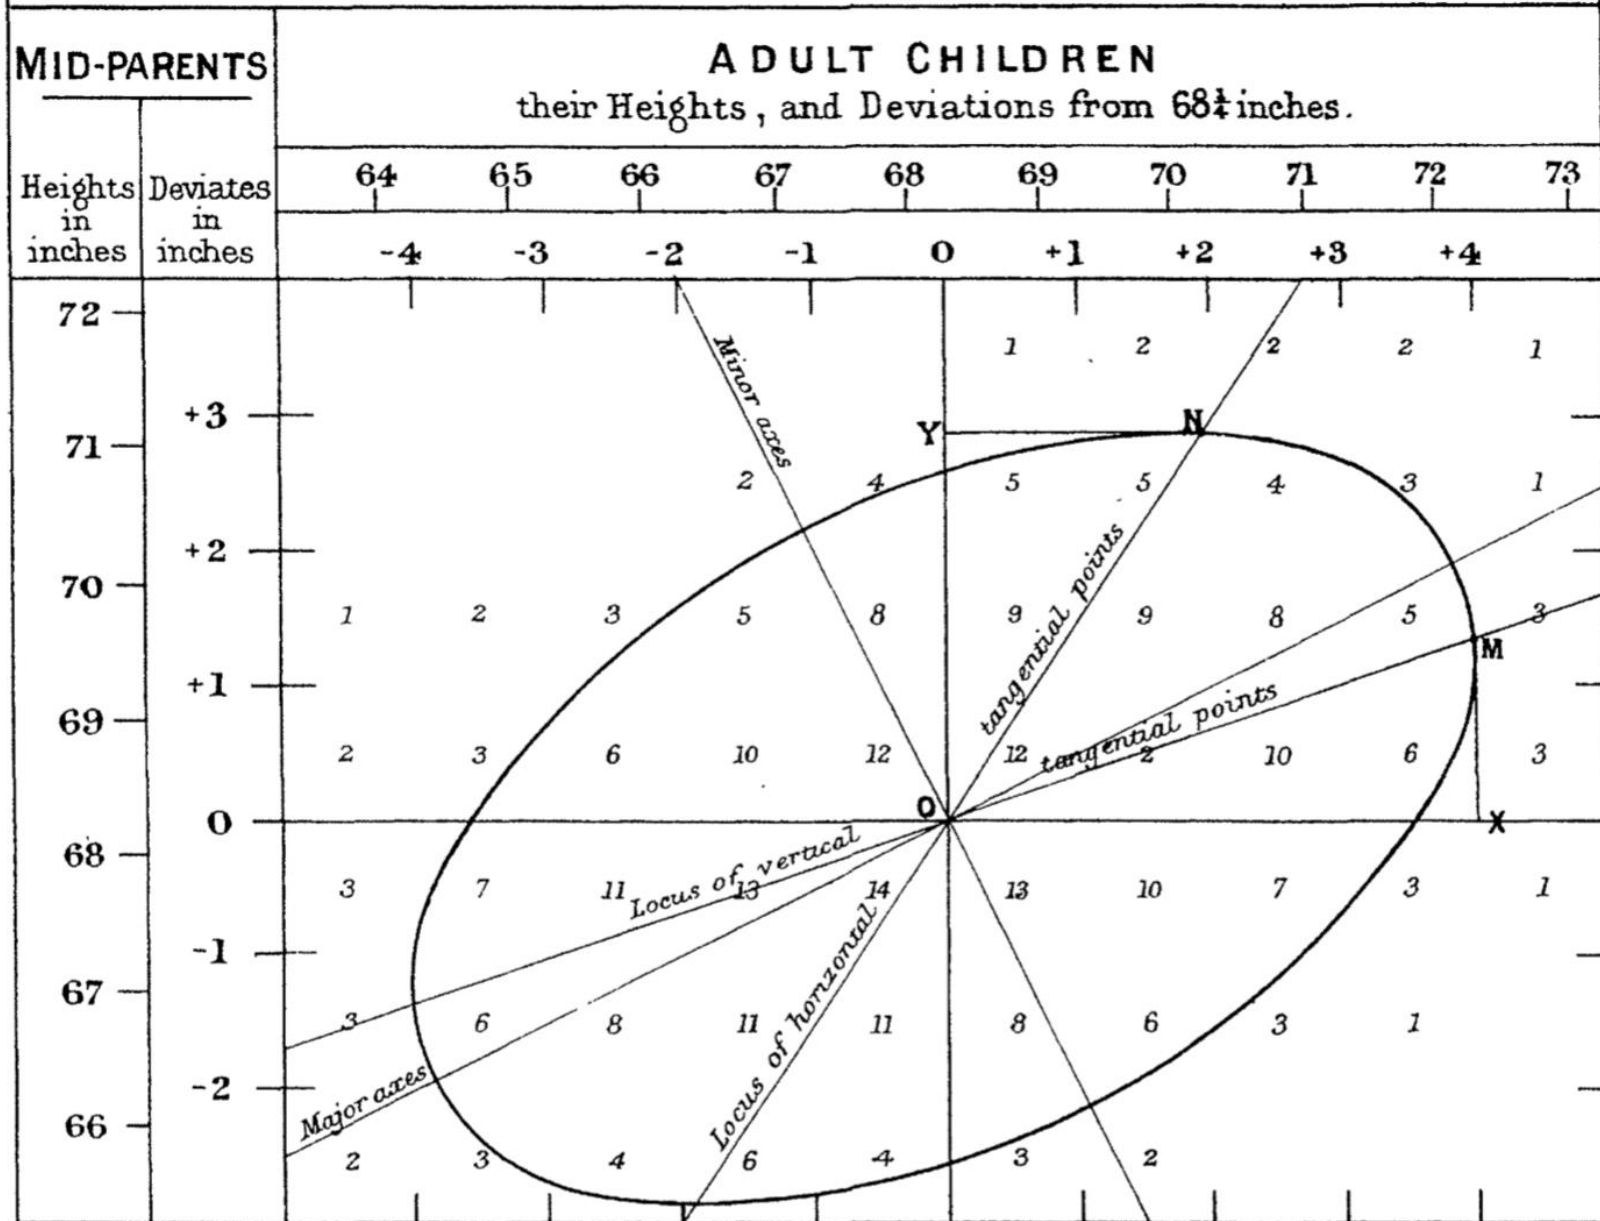 MID-PARENTS
ADULT CHILDREN
their Heights, and Deviations from 68¼ inches.
Heights in inches
Deviates in inches
64 65 66 67 68 69 70 71 72 73
-4 -3 -2 -1 0 +1 +2 +3 +4
72
1 2 2 2 1
Minor axes
+3
Y N
71
2 4 5 5 4 3 1
+2
70
tangential points
1 2 3 5 8 9 9 8 5 3
M
+1
69
tangential points
2 3 6 10 12 12 2 10 6 3
0 O X
68
Locus of vertical
3 7 11 13 14 13 10 7 3 1
-1
67
Locus of horizontal
3 6 8 11 11 8 6 3 1
-2
Major axes
66
2 3 4 6 4 3 2